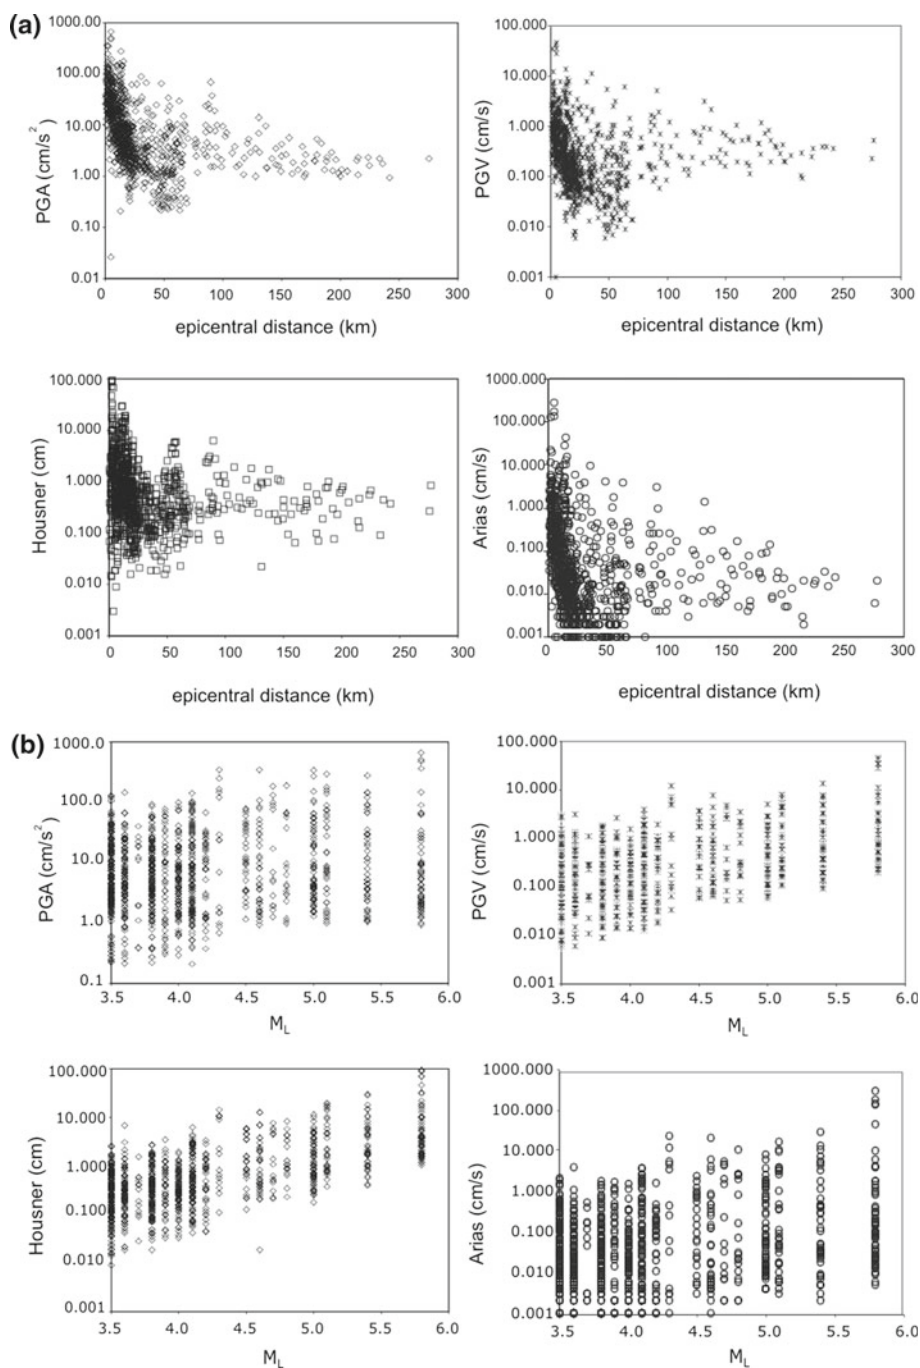 (a)
1000.00
100.00
10.00
1.00
0.10
0.01
PGA (cm/s²)
0 50 100 150 200 250 300
epicentral distance (km)
100.000
10.000
1.000
0.100
0.010
0.001
PGV (cm/s)
0 50 100 150 200 250 300
epicentral distance (km)
100.000
10.000
1.000
0.100
0.010
0.001
Housner (cm)
0 50 100 150 200 250 300
epicentral distance (km)
1000.000
100.000
10.000
1.000
0.100
0.010
0.001
Arias (cm/s)
0 50 100 150 200 250 300
epicentral distance (km)
(b)
1000.0
100.0
10.0
1.0
0.1
PGA (cm/s²)
3.5 4.0 4.5 5.0 5.5 6.0
M_L
100.000
10.000
1.000
0.100
0.010
0.001
PGV (cm/s)
3.5 4.0 4.5 5.0 5.5 6.0
M_L
100.000
10.000
1.000
0.100
0.010
0.001
Housner (cm)
3.5 4.0 4.5 5.0 5.5 6.0
M_L
1000.000
100.000
10.000
1.000
0.100
0.010
0.001
Arias (cm/s)
3.5 4.0 4.5 5.0 5.5 6.0
M_L